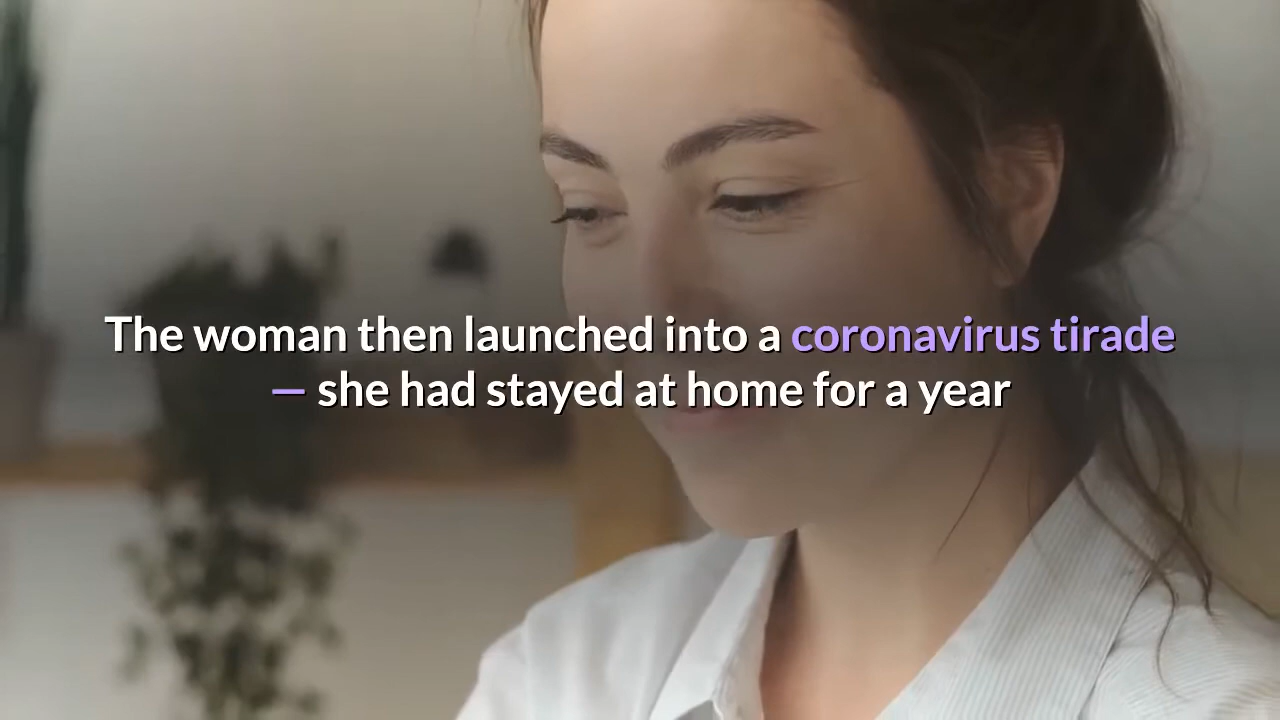 The woman then launched into a coronavirus tirade
— she had stayed at home for a year